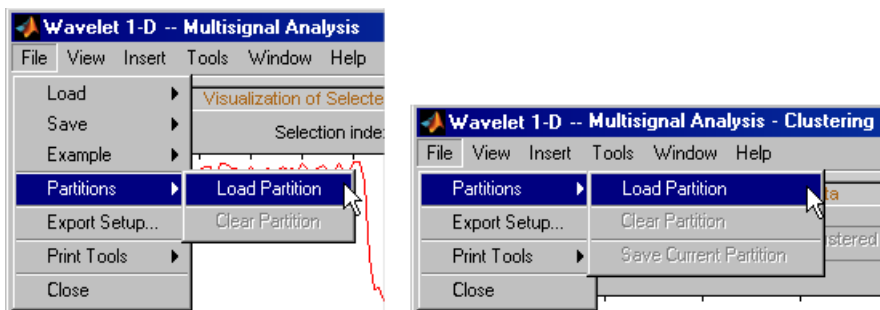 Wavelet 1-D -- Multisignal Analysis
File View Insert Tools Window Help
Load
Save
Example
Partitions
Export Setup...
Print Tools
Close
Load Partition
Clear Partition
Visualization of Selecte
Selection inde
Wavelet 1-D -- Multisignal Analysis - Clustering
File View Insert Tools Window Help
Partitions
Export Setup...
Print Tools
Close
Load Partition
Clear Partition
Save Current Partition
ta
stered